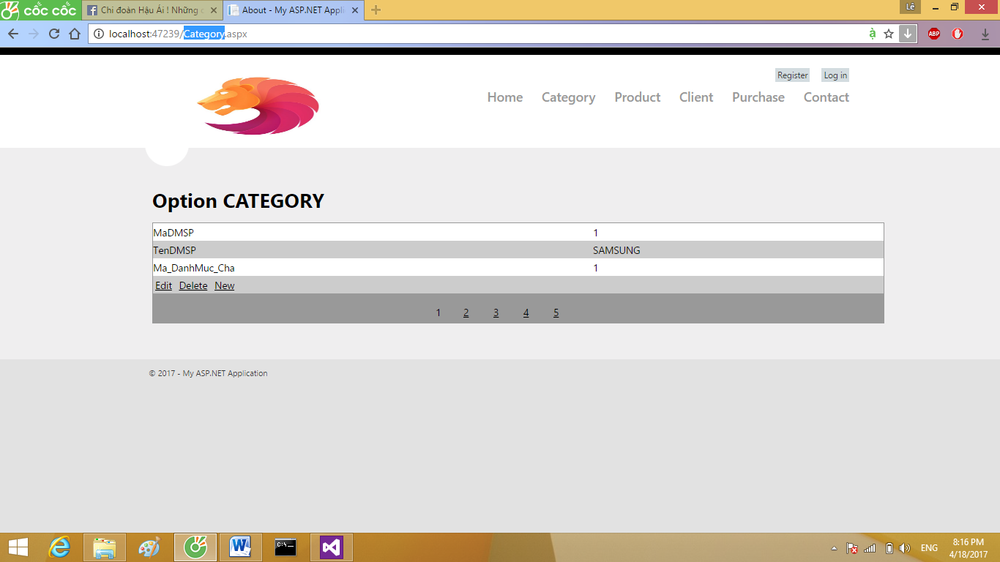 cốc cốc
Chi đoàn Hậu Ái ! Những
About - My ASP.NET Appli
Lê
localhost:47239/Category.aspx
ABP
Register Log in
Home Category Product Client Purchase Contact
Option CATEGORY
MaDMSP 1
TenDMSP SAMSUNG
Ma_DanhMuc_Cha 1
Edit Delete New
1 2 3 4 5
© 2017 - My ASP.NET Application
ENG
8:16 PM
4/18/2017